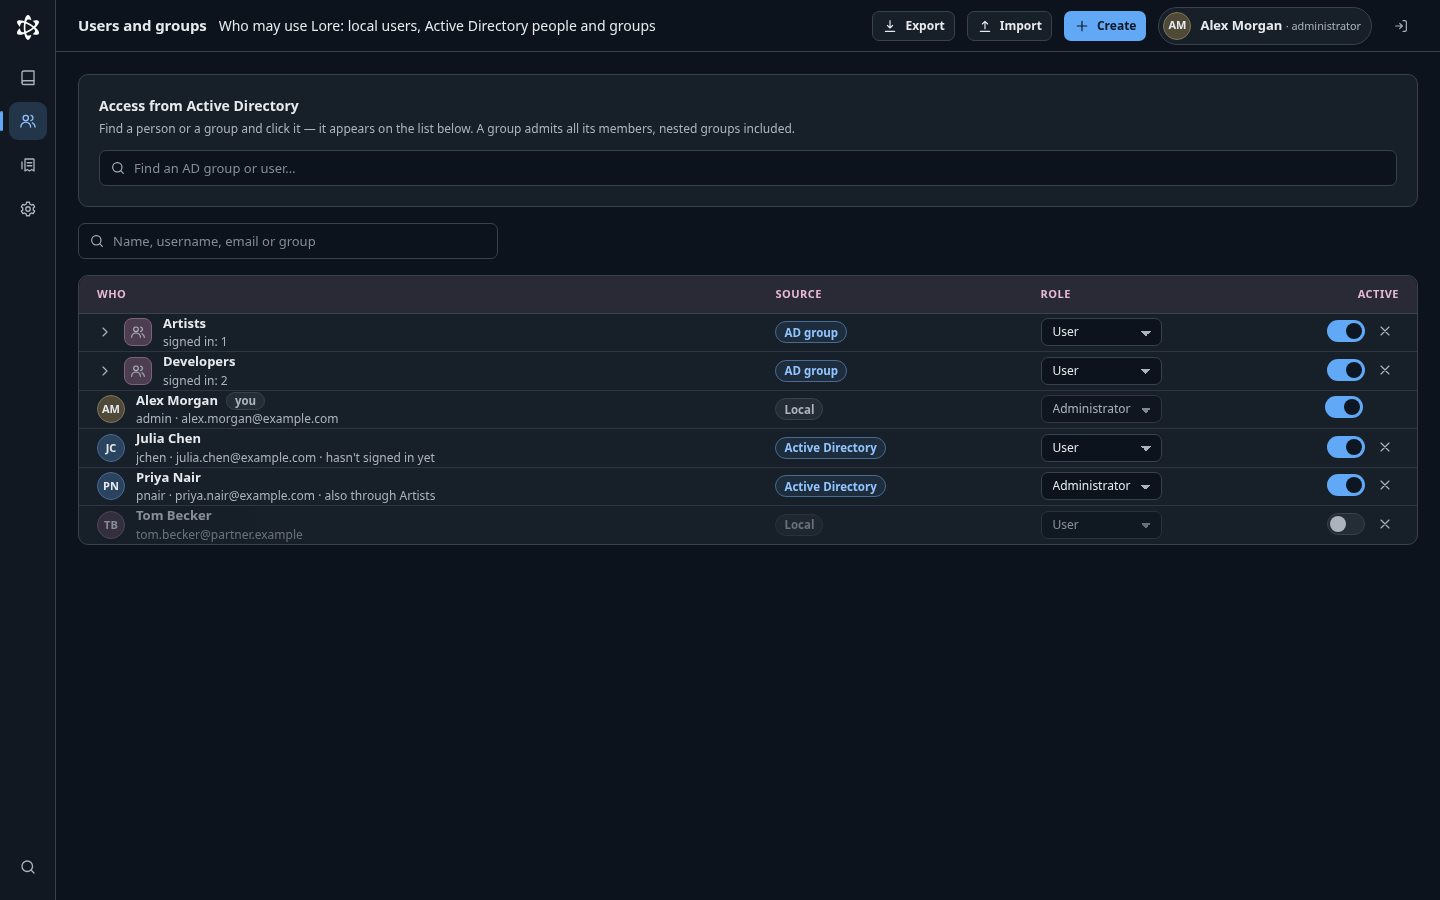 Users and groups Who may use Lore: local users, Active Directory people and groups Export Import Create AM Alex Morgan · administrator
Access from Active Directory
Find a person or a group and click it — it appears on the list below. A group admits all its members, nested groups included.
Find an AD group or user...
Name, username, email or group
WHO SOURCE ROLE ACTIVE
Artists
signed in: 1
AD group User
Developers
signed in: 2
AD group User
AM Alex Morgan you
admin · alex.morgan@example.com
Local Administrator
JC Julia Chen
jchen · julia.chen@example.com · hasn't signed in yet
Active Directory User
PN Priya Nair
pnair · priya.nair@example.com · also through Artists
Active Directory Administrator
TB Tom Becker
tom.becker@partner.example
Local User